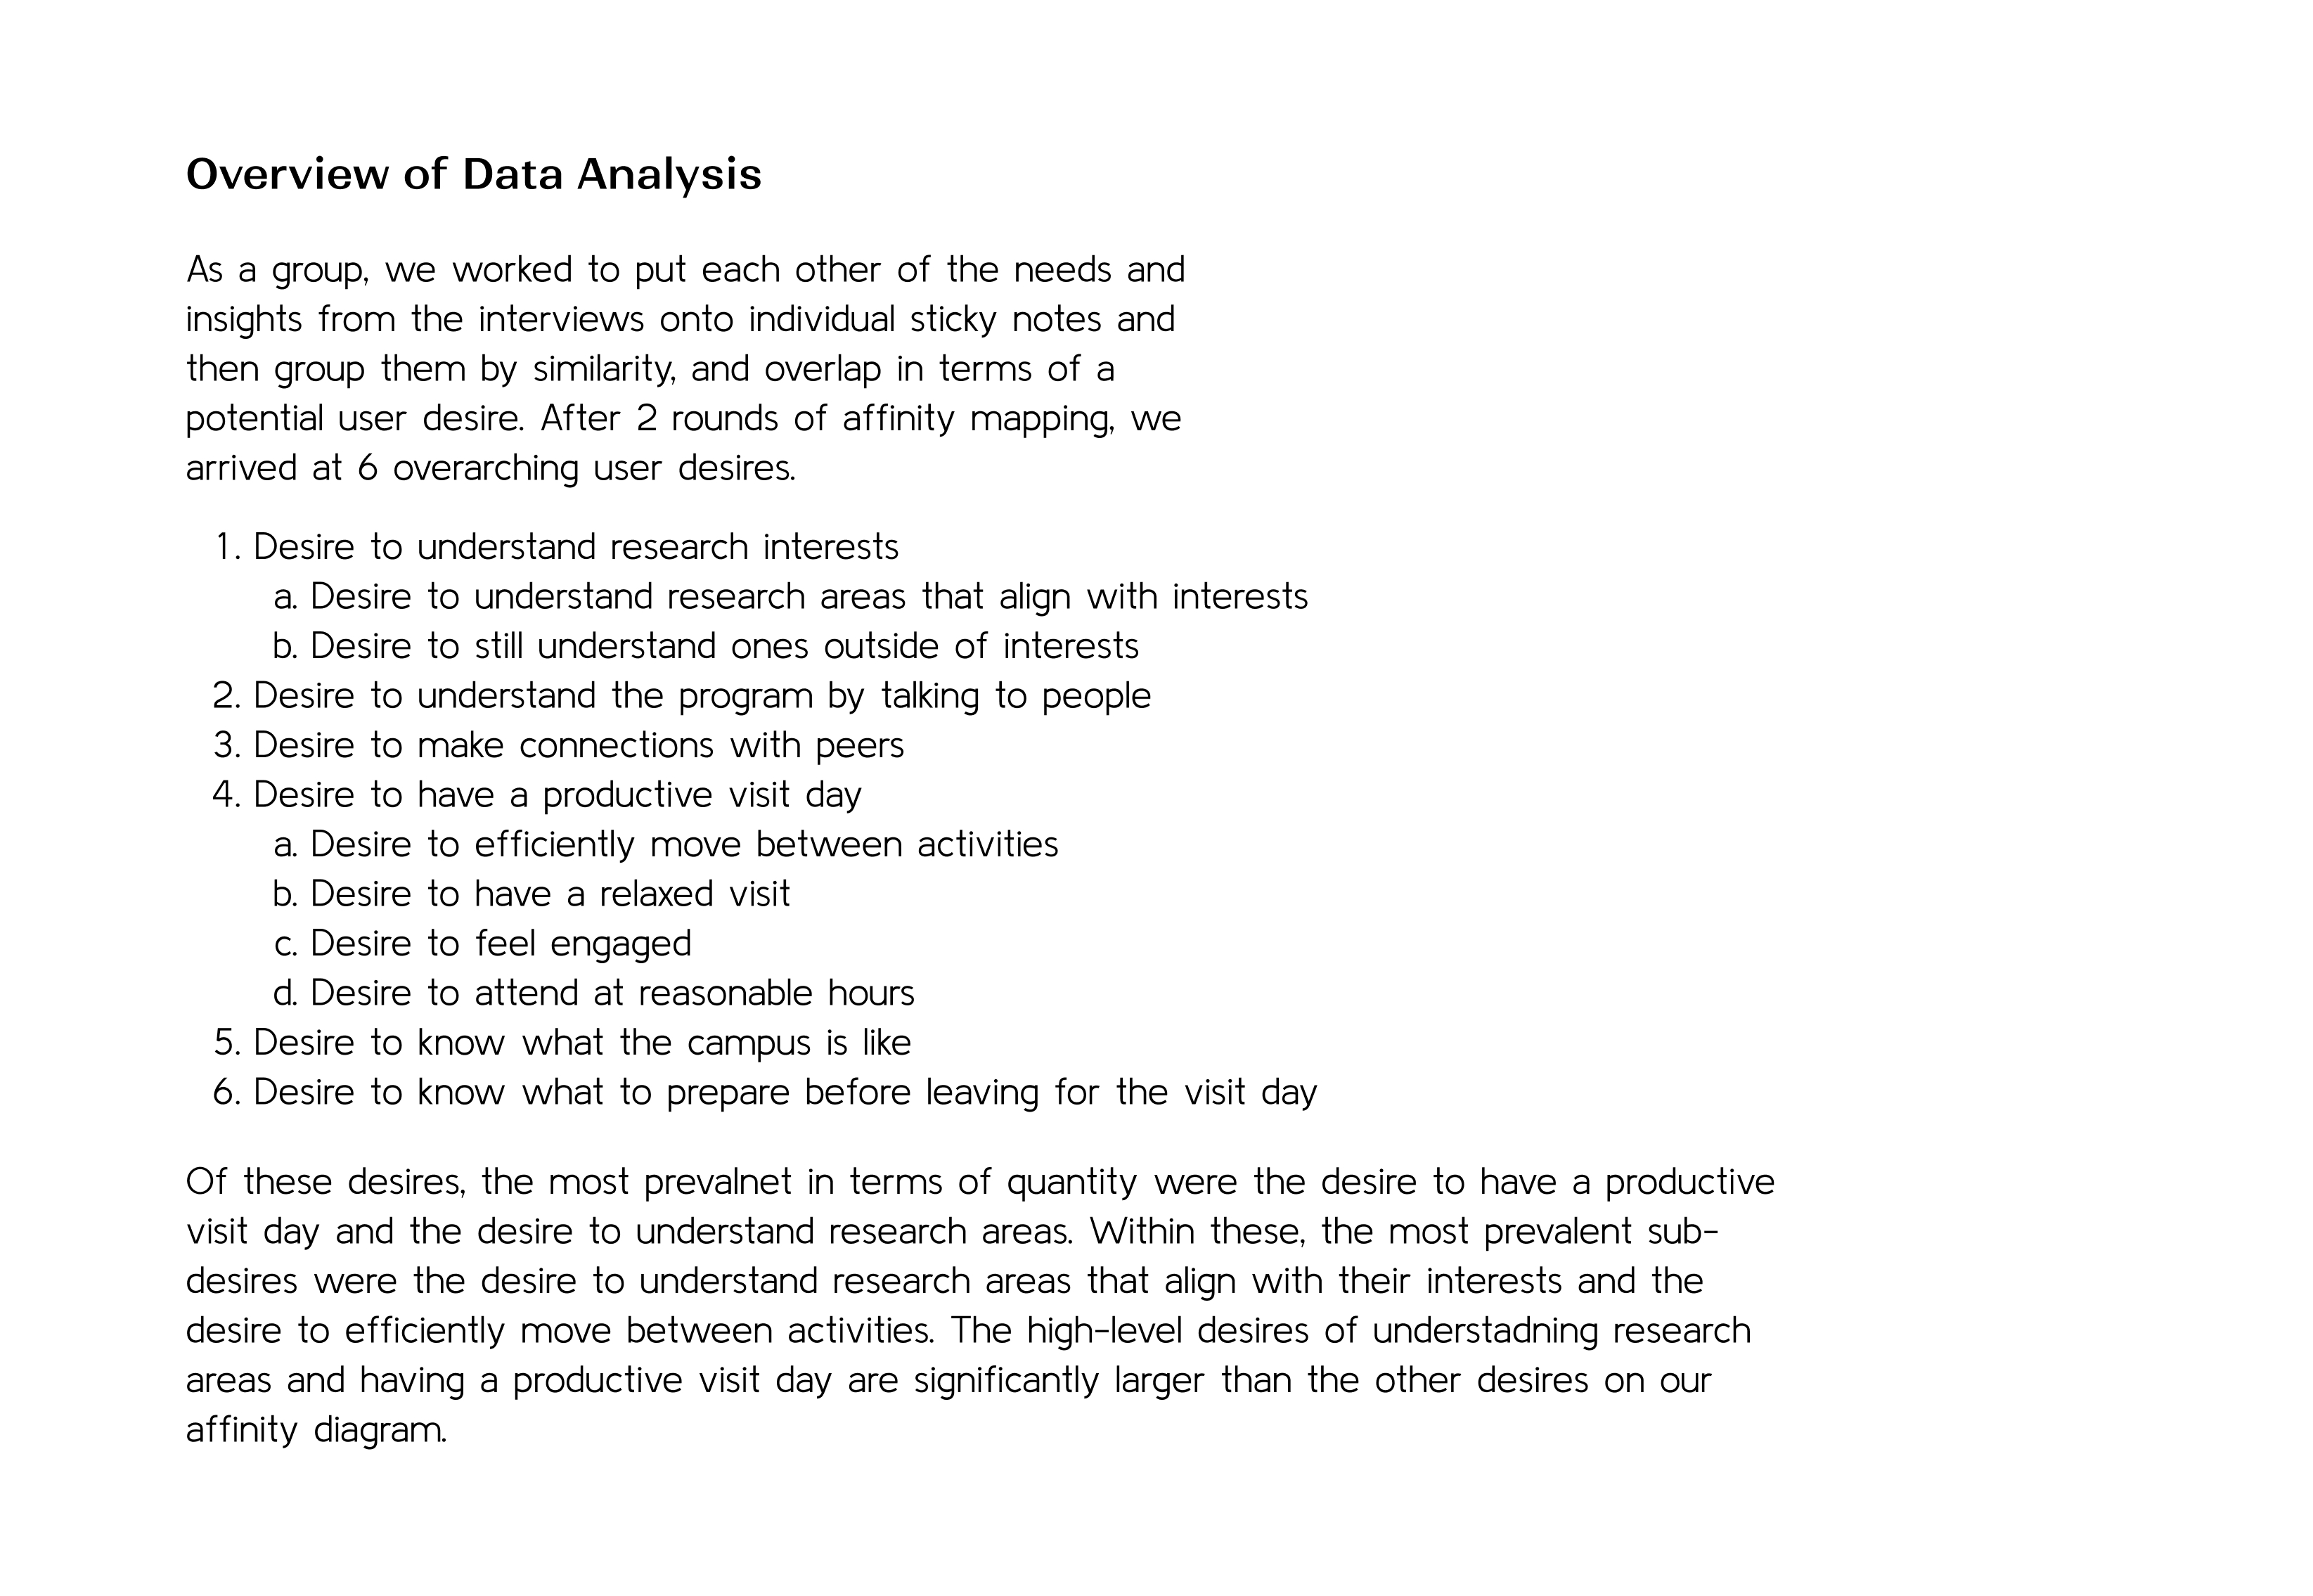 Overview of Data Analysis
As a group, we worked to put each other of the needs and
insights from the interviews onto individual sticky notes and
then group them by similarity, and overlap in terms of a
potential user desire. After 2 rounds of affinity mapping, we
arrived at 6 overarching user desires.
1. Desire to understand research interests
a. Desire to understand research areas that align with interests
b. Desire to still understand ones outside of interests
2. Desire to understand the program by talking to people
3. Desire to make connections with peers
4. Desire to have a productive visit day
a. Desire to efficiently move between activities
b. Desire to have a relaxed visit
c. Desire to feel engaged
d. Desire to attend at reasonable hours
5. Desire to know what the campus is like
6. Desire to know what to prepare before leaving for the visit day
Of these desires, the most prevalnet in terms of quantity were the desire to have a productive
visit day and the desire to understand research areas. Within these, the most prevalent sub-
desires were the desire to understand research areas that align with their interests and the
desire to efficiently move between activities. The high-level desires of understadning research
areas and having a productive visit day are significantly larger than the other desires on our
affinity diagram.